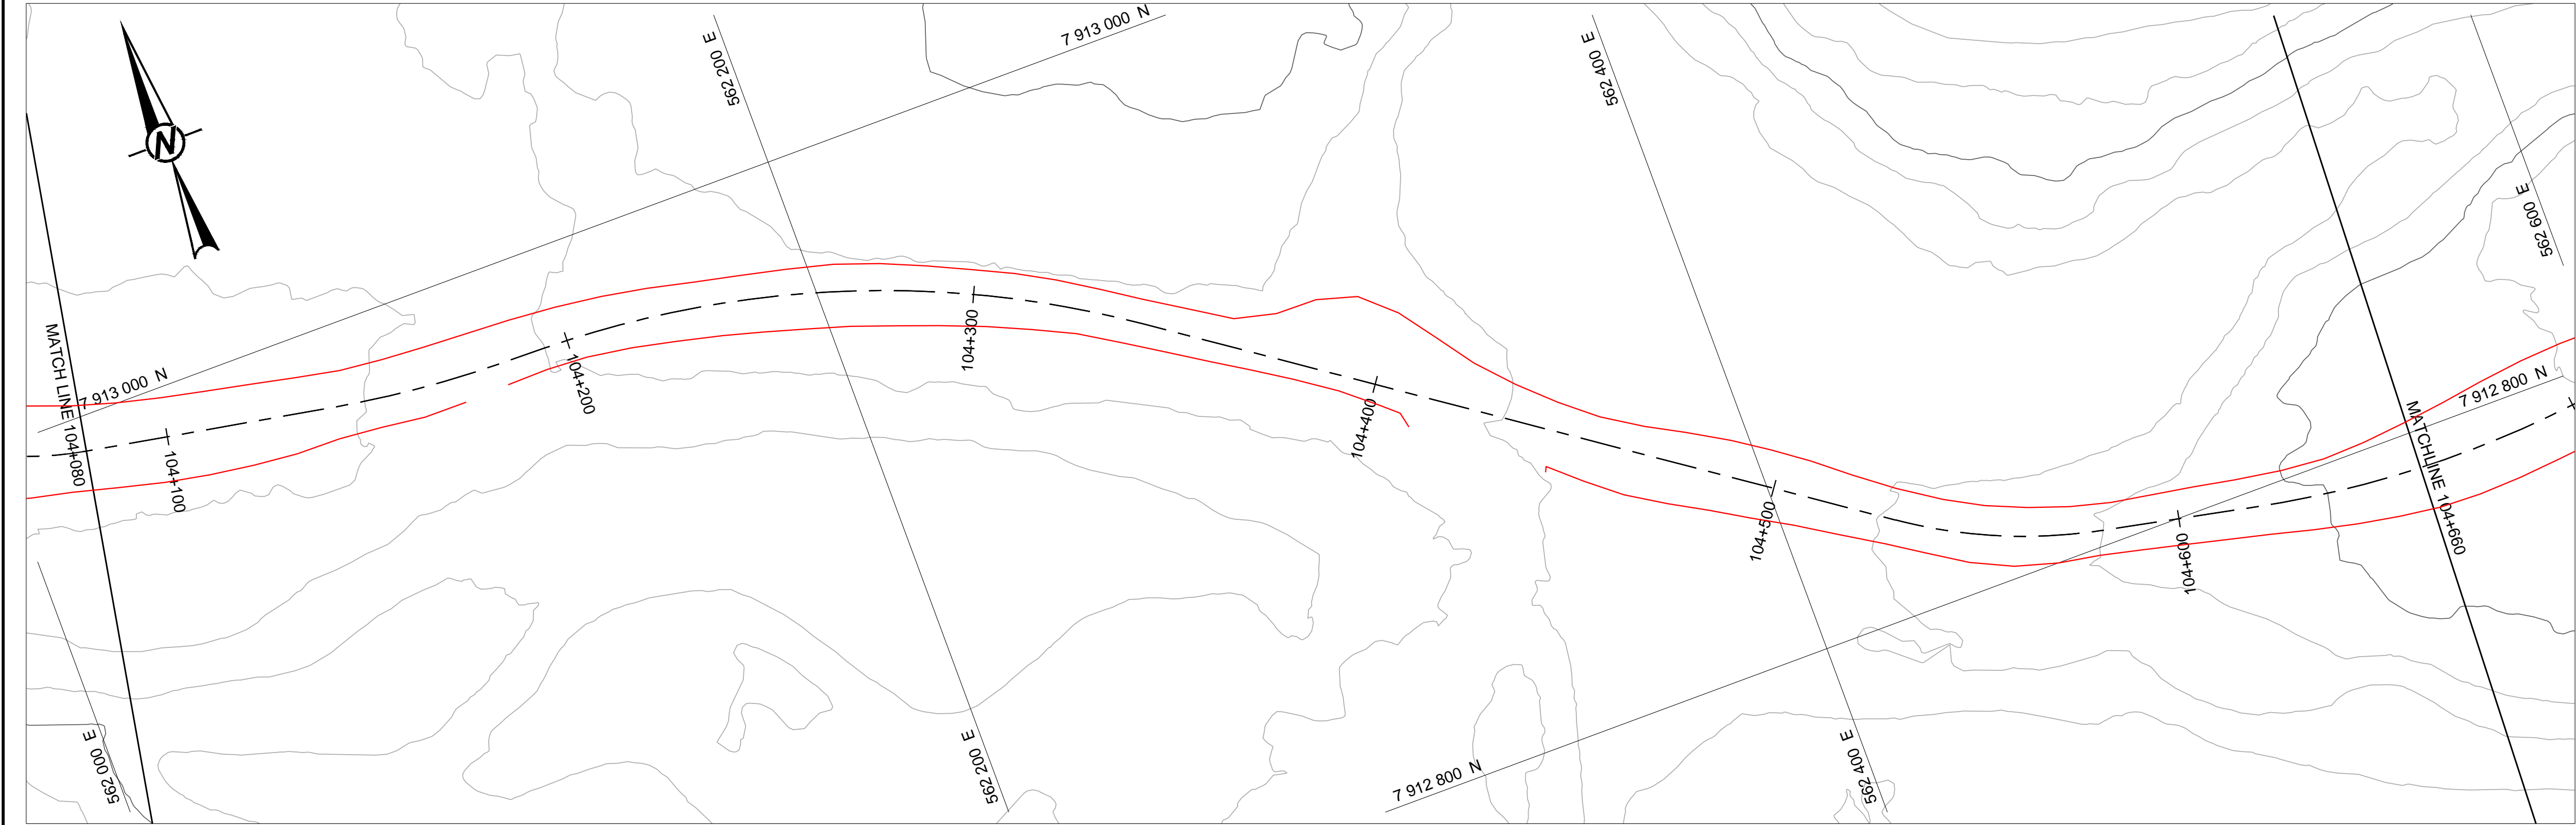 7 913 000 N
562 200 E
562 400 E
N
562 600 E
MATCH LINE 104+080
7 913 000 N
104+100
104+200
104+300
104+400
104+500
104+600
7 912 800 N
MATCHLINE 104+660
562 000 E
562 200 E
7 912 800 N
562 400 E